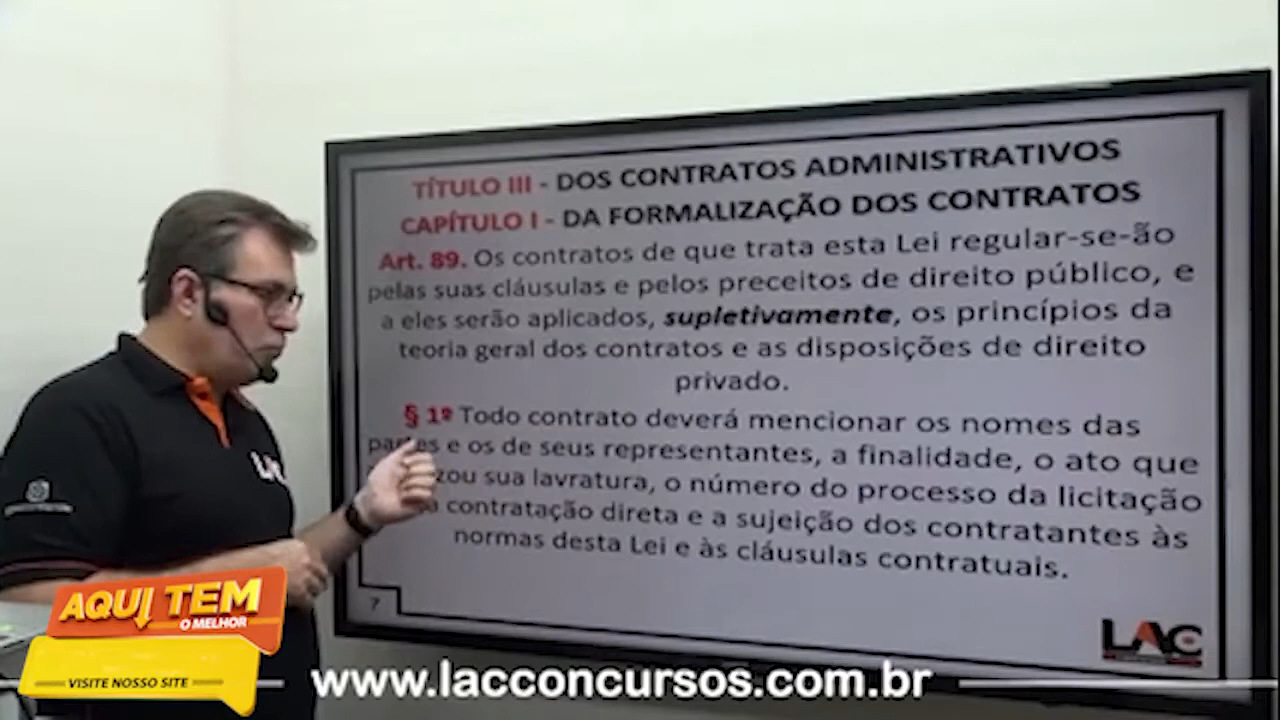 TÍTULO III - DOS CONTRATOS ADMINISTRATIVOS
CAPÍTULO I - DA FORMALIZAÇÃO DOS CONTRATOS
Art. 89. Os contratos de que trata esta Lei regular-se-ão
pelas suas cláusulas e pelos preceitos de direito público, e
a eles serão aplicados, supletivamente, os princípios da
teoria geral dos contratos e as disposições de direito
privado.
§ 1º Todo contrato deverá mencionar os nomes das
partes e os de seus representantes, a finalidade, o ato que
zou sua lavratura, o número do processo da licitação
contratação direta e a sujeição dos contratantes às
normas desta Lei e às cláusulas contratuais.
7
LAC
LAC
AQUI TEM
O MELHOR
VISITE NOSSO SITE
www.lacconcursos.com.br